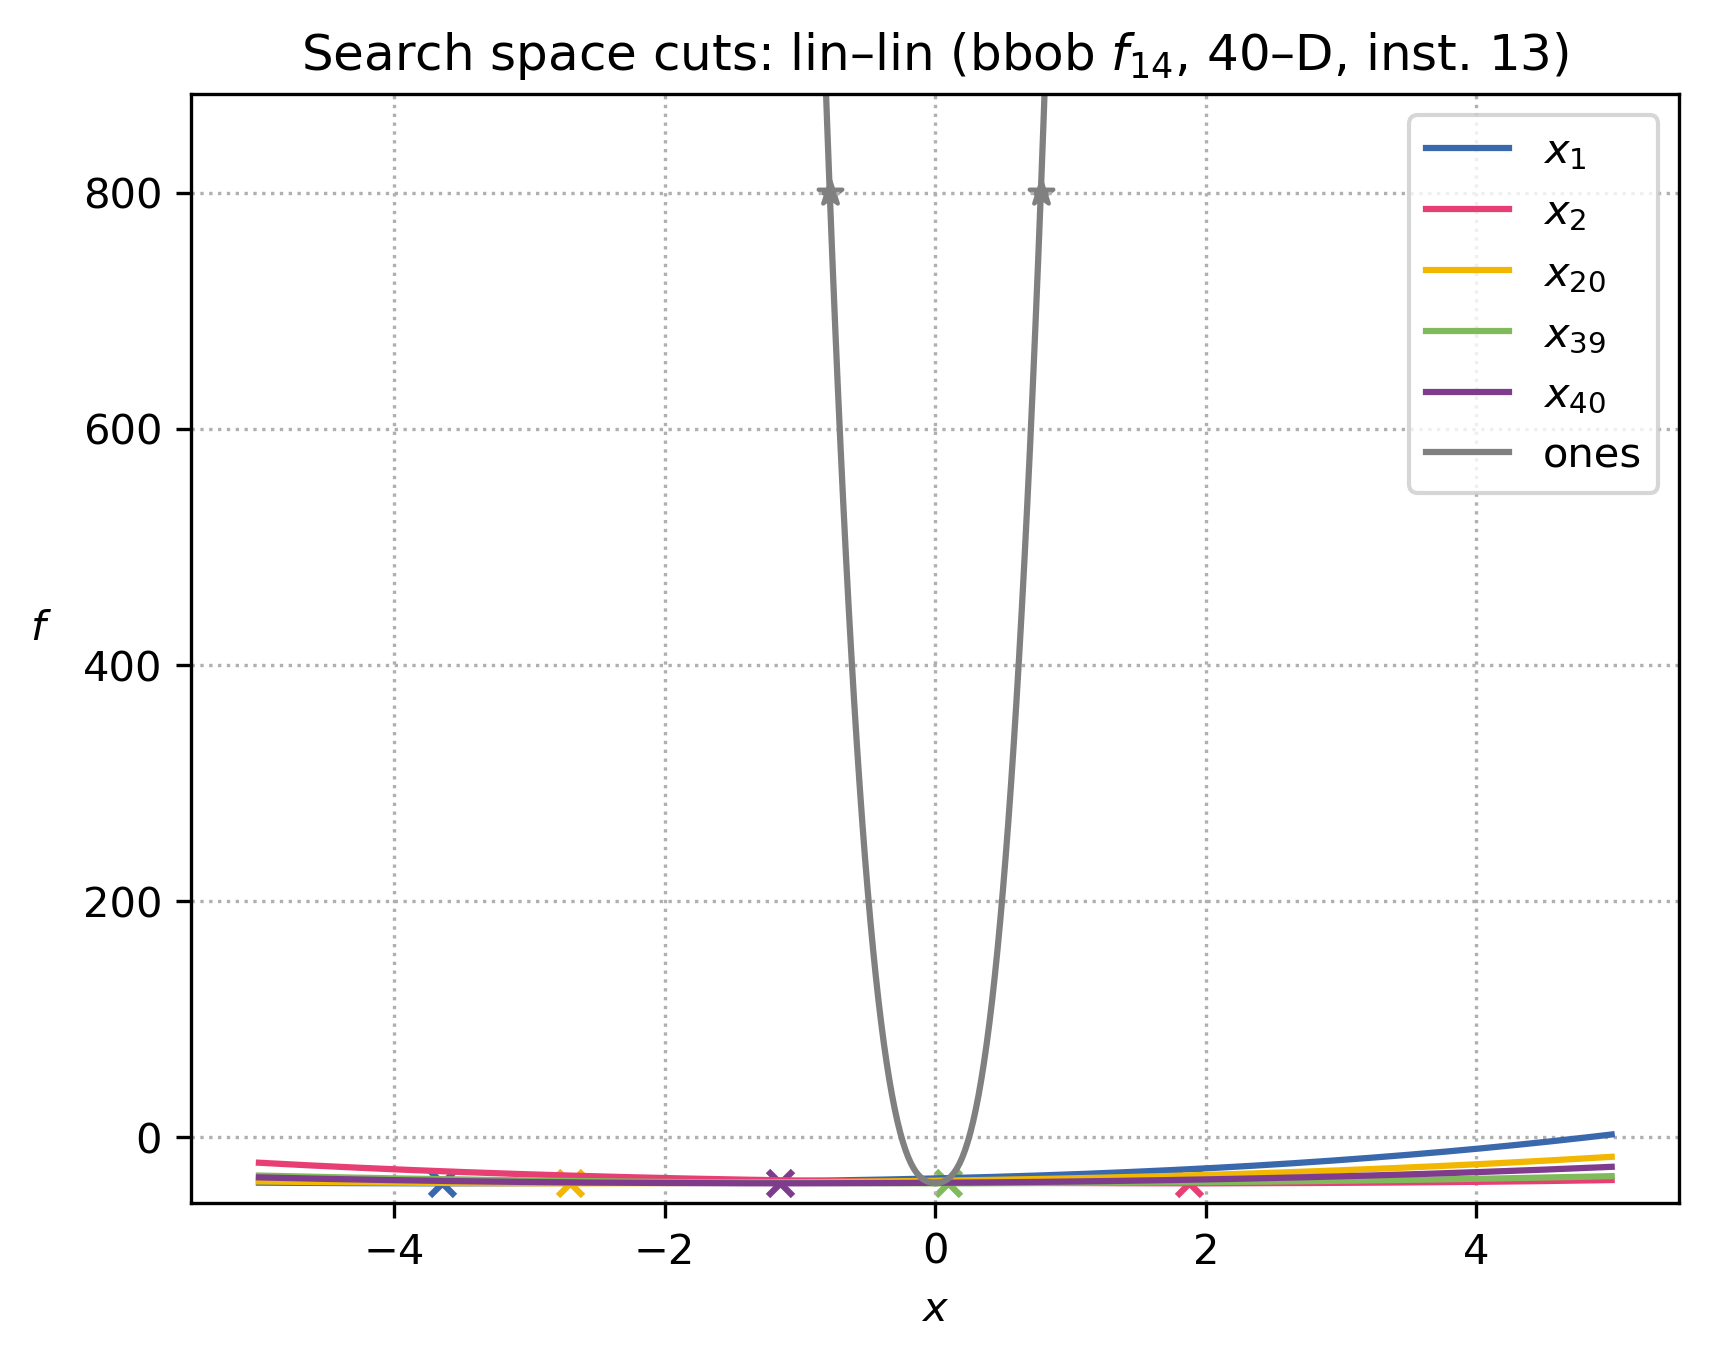 Search space cuts: lin–lin (bbob f₁₄, 40–D, inst. 13)
x₁
x₂
x₂₀
x₃₉
x₄₀
ones
800
600
400
200
0
f
−4 −2 0 2 4
x